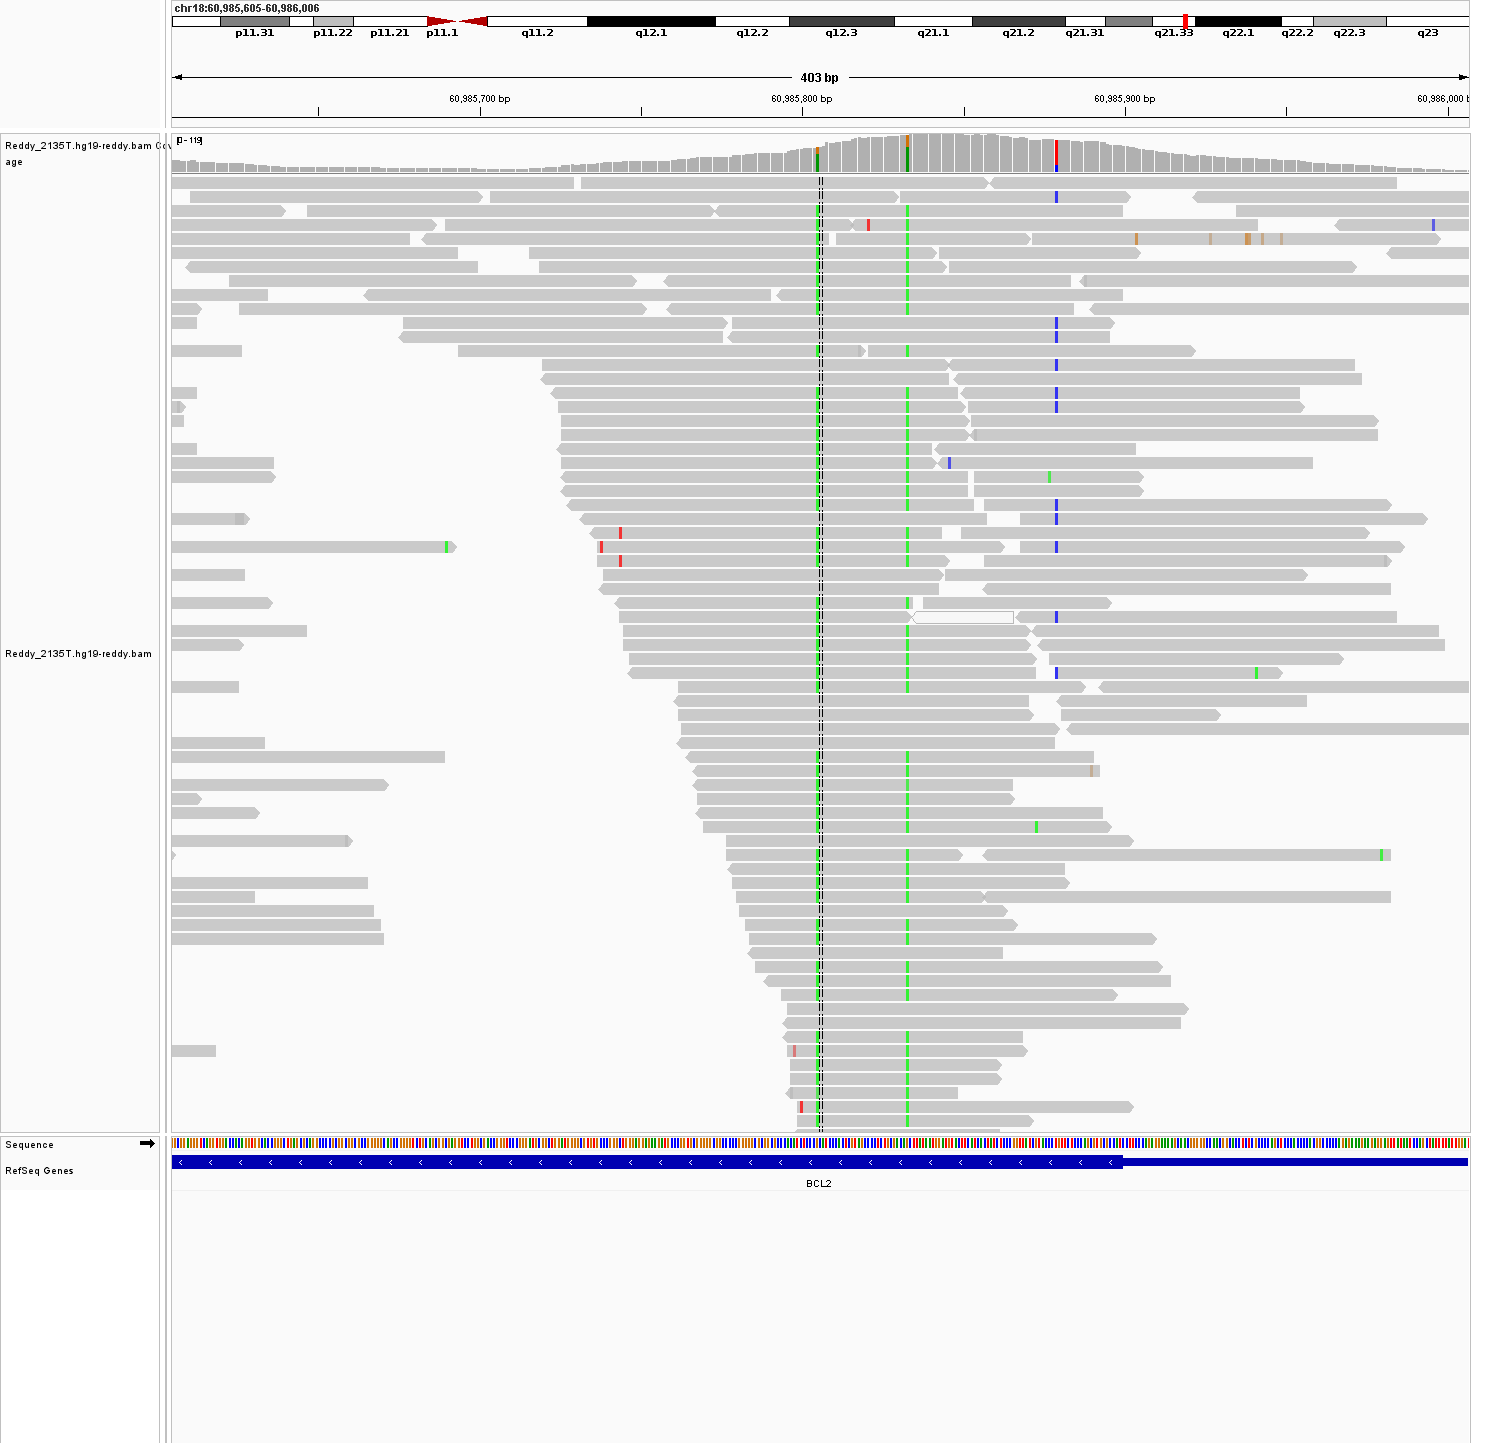 chr18:60,985,605-60,986,006
p11.31 p11.22 p11.21 p11.1 q11.2 q12.1 q12.2 q12.3 q21.1 q21.2 q21.31 q21.33 q22.1 q22.2 q22.3 q23
403 bp
60,985,700 bp 60,985,800 bp 60,985,900 bp 60,986,000 b
[0 - 119]
Reddy_2135T.hg19-reddy.bam Cov
age
Reddy_2135T.hg19-reddy.bam
Sequence
RefSeq Genes
BCL2